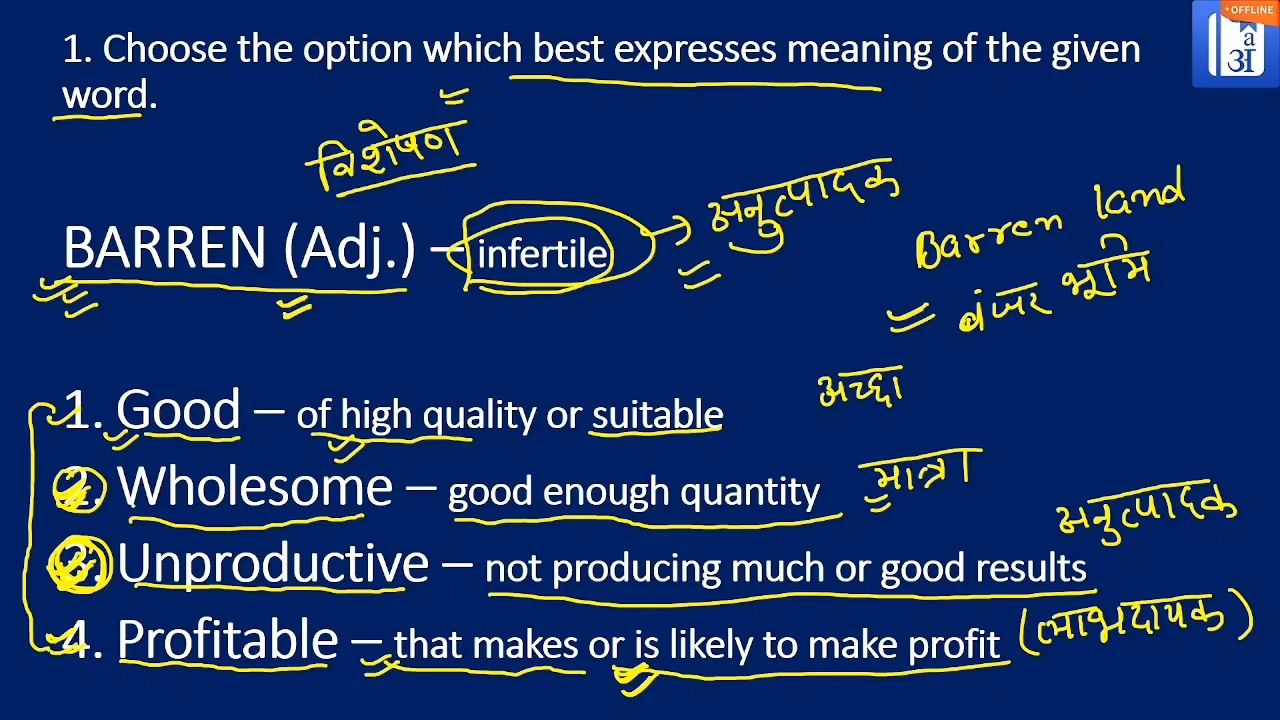 •OFFLINE
a
अ
1. Choose the option which best expresses meaning of the given
word.
विशेषण
BARREN (Adj.) – infertile
→ अनुत्पादक
Barren land
बंजर भूमि
1. Good – of high quality or suitable
अच्छा
2. Wholesome – good enough quantity
मात्रा
3. Unproductive – not producing much or good results
अनुत्पादक
4. Profitable – that makes or is likely to make profit
(लाभदायक)